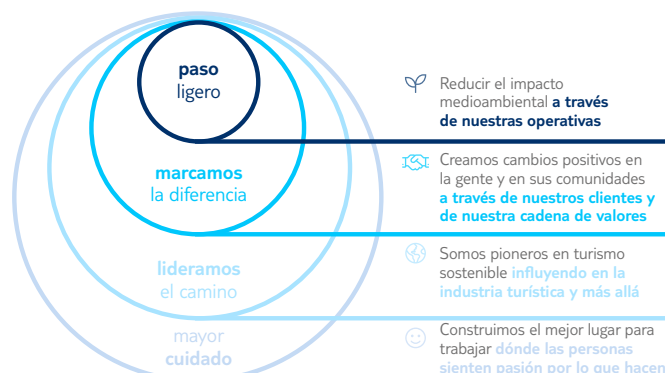 paso
ligero
Reducir el impacto
medioambiental a través
de nuestras operativas
marcamos
la diferencia
Creamos cambios positivos en
la gente y en sus comunidades
a través de nuestros clientes y
de nuestra cadena de valores
lideramos
el camino
Somos pioneros en turismo
sostenible influyendo en la
industria turística y más allá
mayor
cuidado
Construimos el mejor lugar para
trabajar dónde las personas
sienten pasión por lo que hacen